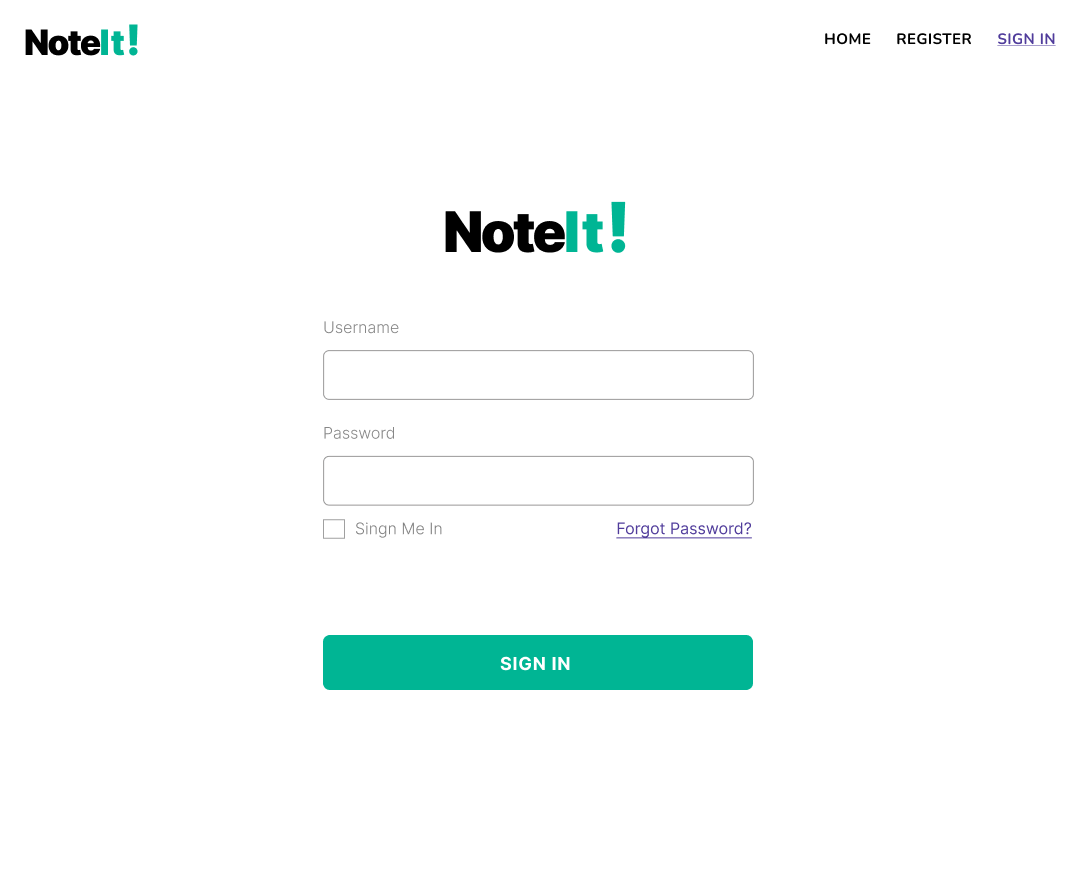 NoteIt!
HOME REGISTER SIGN IN
NoteIt!
Username
Password
Singn Me In Forgot Password?
SIGN IN